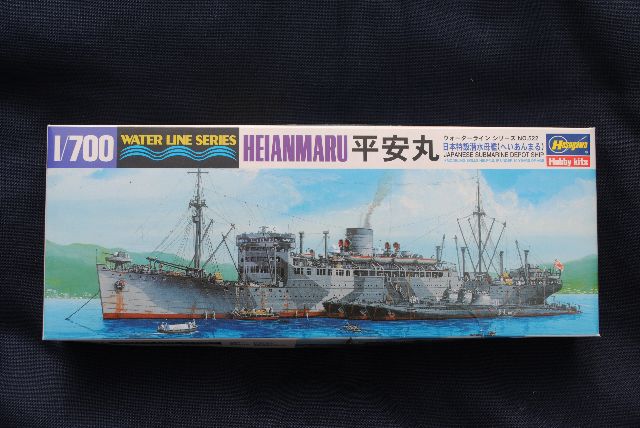 1/700
WATER LINE SERIES
HEIANMARU 平安丸
ウォーターライン シリーズ NO.522
日本特設潜水母艦【へいあんまる】
JAPANESE SUBMARINE DEPOT SHIP
Hasegawa
Hobby kits